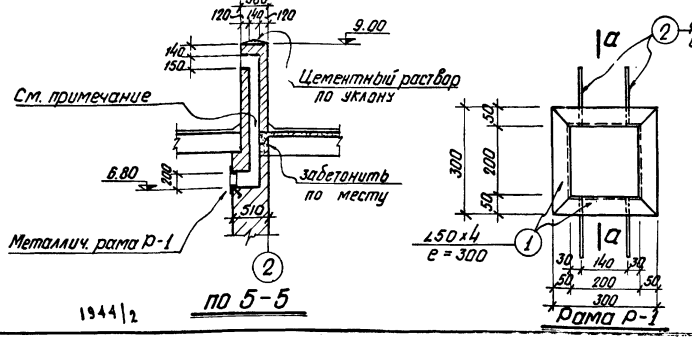 120 140 120
9.00
140
150
Цементный раствор
по уклону
См. примечание
забетонить
по месту
200
6.80
510
Металлич. рама Р-1
2
по 5-5
1944/2
2
а
50
200
50
300
∠50×4
е=300
1
а
30 140 30
50 200 50
300
Рама Р-1